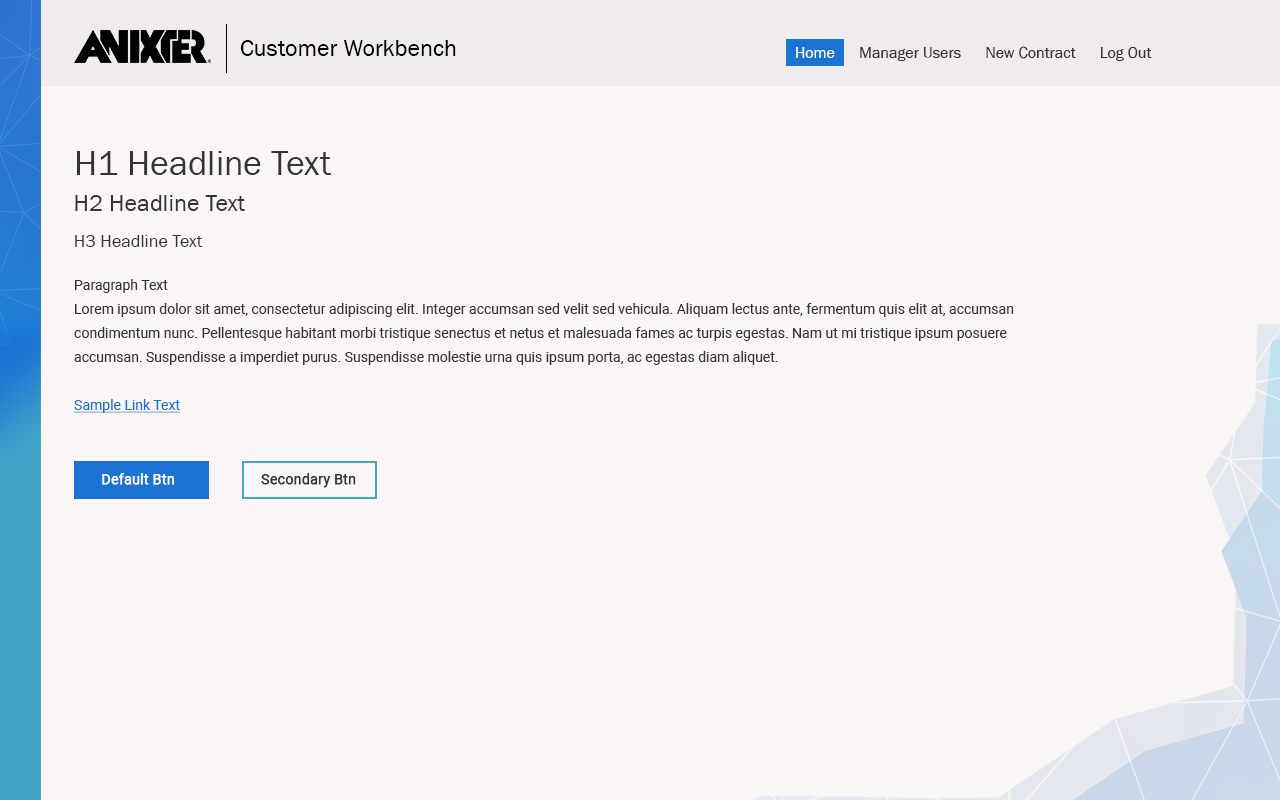 ANIXTER®
Customer Workbench
Home Manager Users New Contract Log Out
H1 Headline Text
H2 Headline Text
H3 Headline Text
Paragraph Text
Lorem ipsum dolor sit amet, consectetur adipiscing elit. Integer accumsan sed velit sed vehicula. Aliquam lectus ante, fermentum quis elit at, accumsan
condimentum nunc. Pellentesque habitant morbi tristique senectus et netus et malesuada fames ac turpis egestas. Nam ut mi tristique ipsum posuere
accumsan. Suspendisse a imperdiet purus. Suspendisse molestie urna quis ipsum porta, ac egestas diam aliquet.
Sample Link Text
Default Btn
Secondary Btn